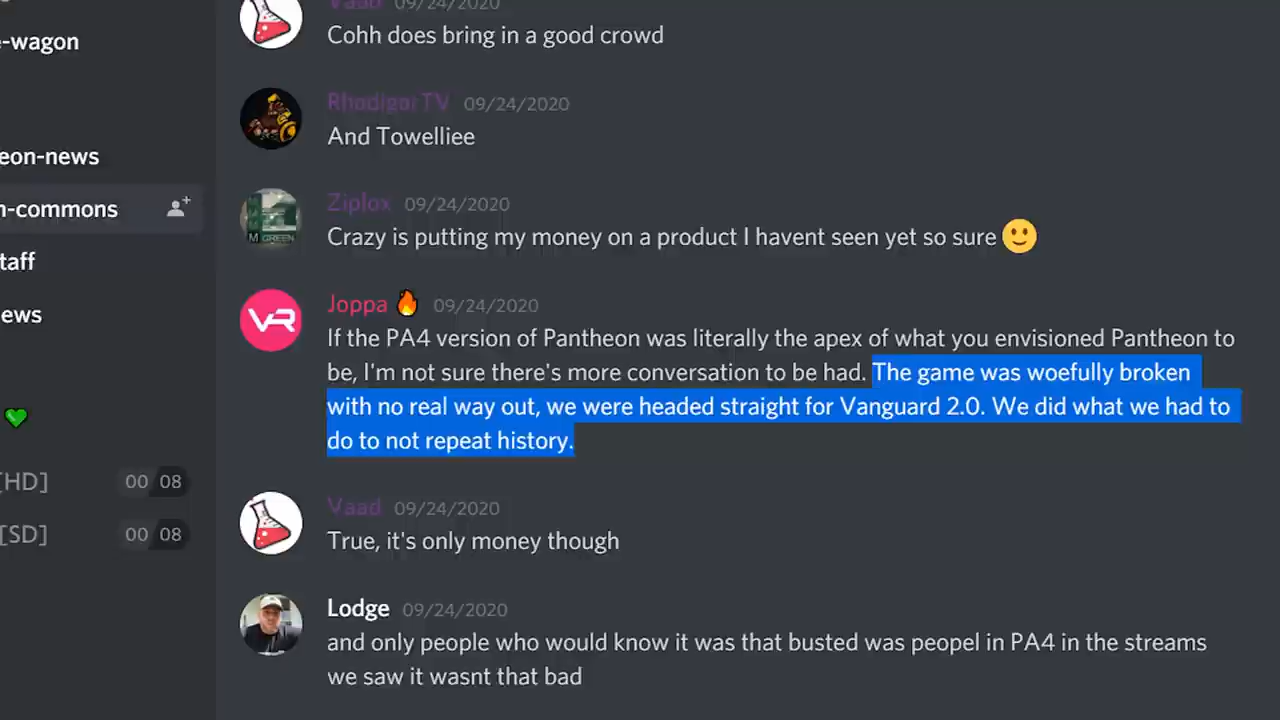 Vaad 09/24/2020
Cohh does bring in a good crowd
-wagon
RhodigarTV 09/24/2020
And Towelliee
eon-news
Ziplox 09/24/2020
n-commons
Crazy is putting my money on a product I havent seen yet so sure 🙂
taff
Joppa 🔥 09/24/2020
ews
If the PA4 version of Pantheon was literally the apex of what you envisioned Pantheon to
be, I'm not sure there's more conversation to be had. The game was woefully broken
with no real way out, we were headed straight for Vanguard 2.0. We did what we had to
do to not repeat history.
[HD] 00 08
Vaad 09/24/2020
[SD] 00 08
True, it's only money though
Lodge 09/24/2020
and only people who would know it was that busted was peopel in PA4 in the streams
we saw it wasnt that bad